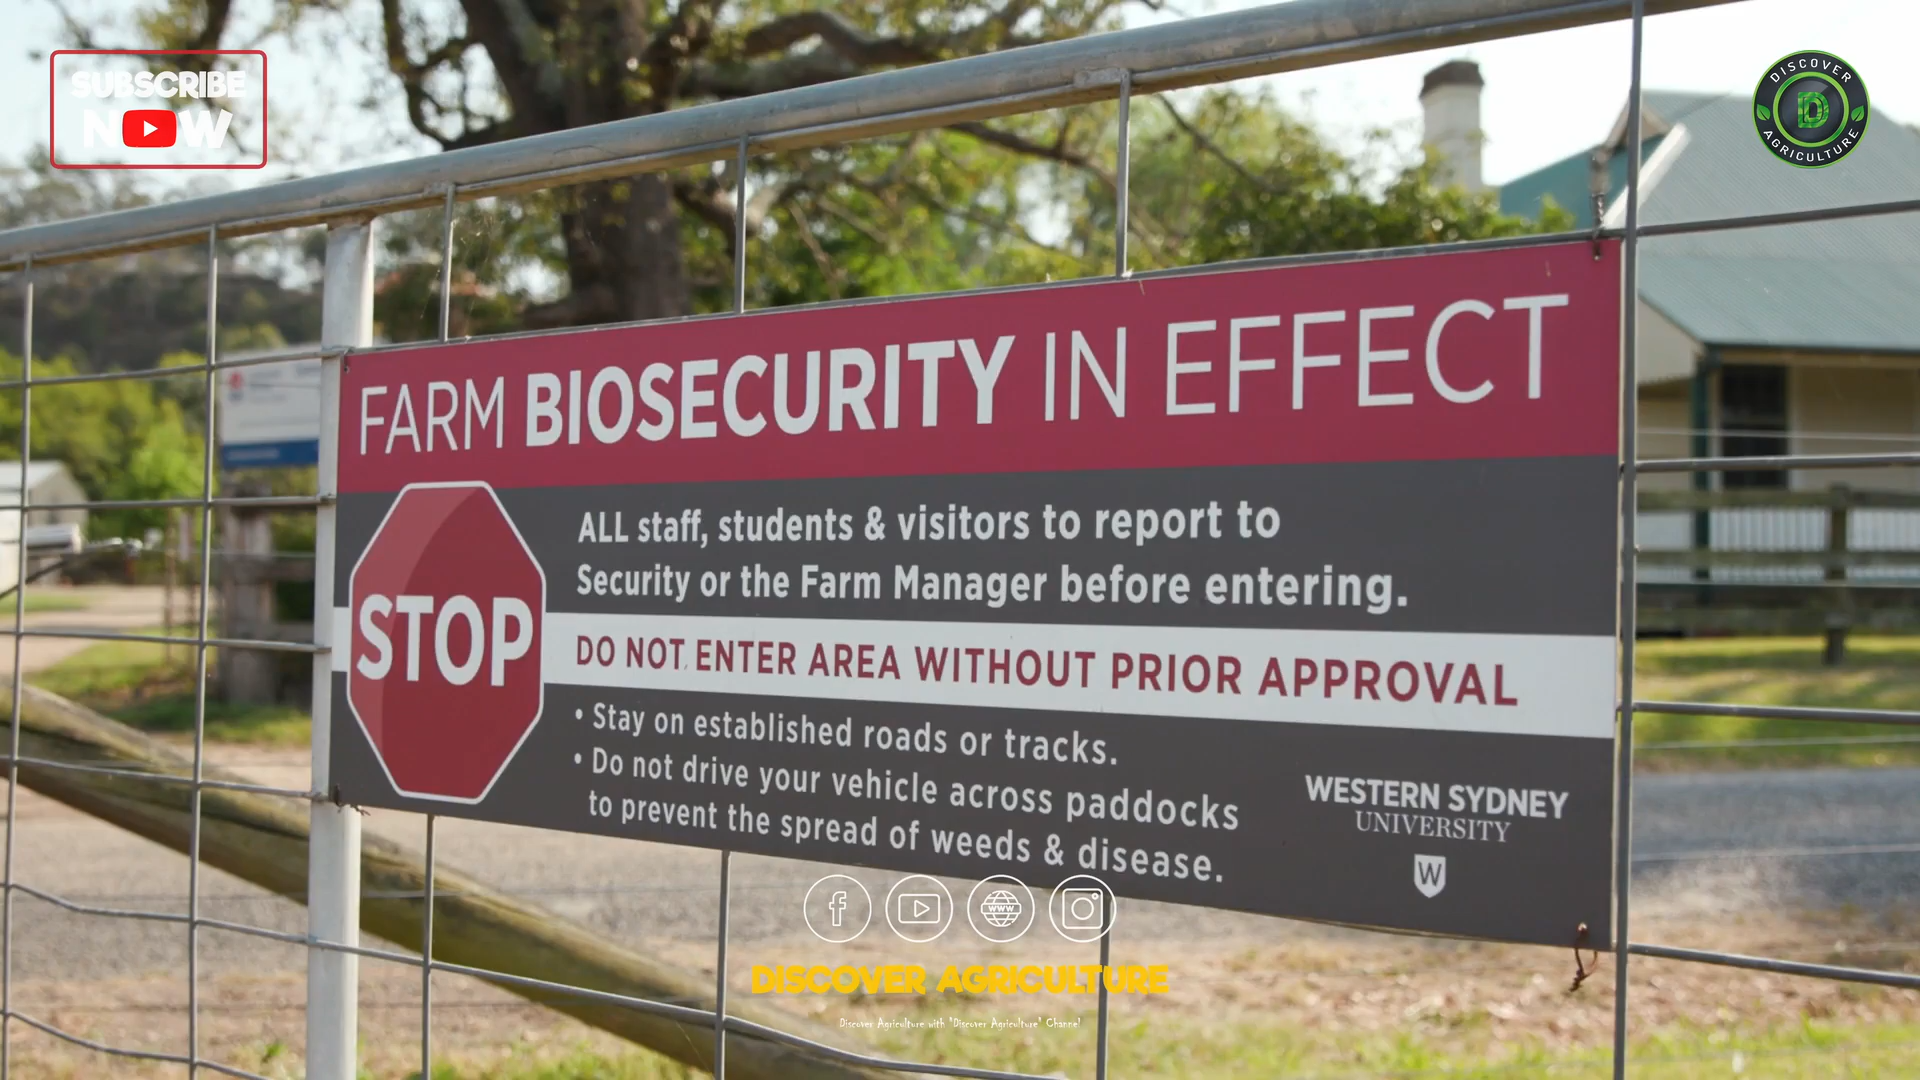 SUBSCRIBE
NOW
DISCOVER
D
AGRICULTURE
FARM BIOSECURITY IN EFFECT
STOP
ALL staff, students & visitors to report to
Security or the Farm Manager before entering.
DO NOT ENTER AREA WITHOUT PRIOR APPROVAL
• Stay on established roads or tracks.
• Do not drive your vehicle across paddocks
to prevent the spread of weeds & disease.
WESTERN SYDNEY
UNIVERSITY
W
WWW
DISCOVER AGRICULTURE
Discover Agriculture with "Discover Agriculture" Channel